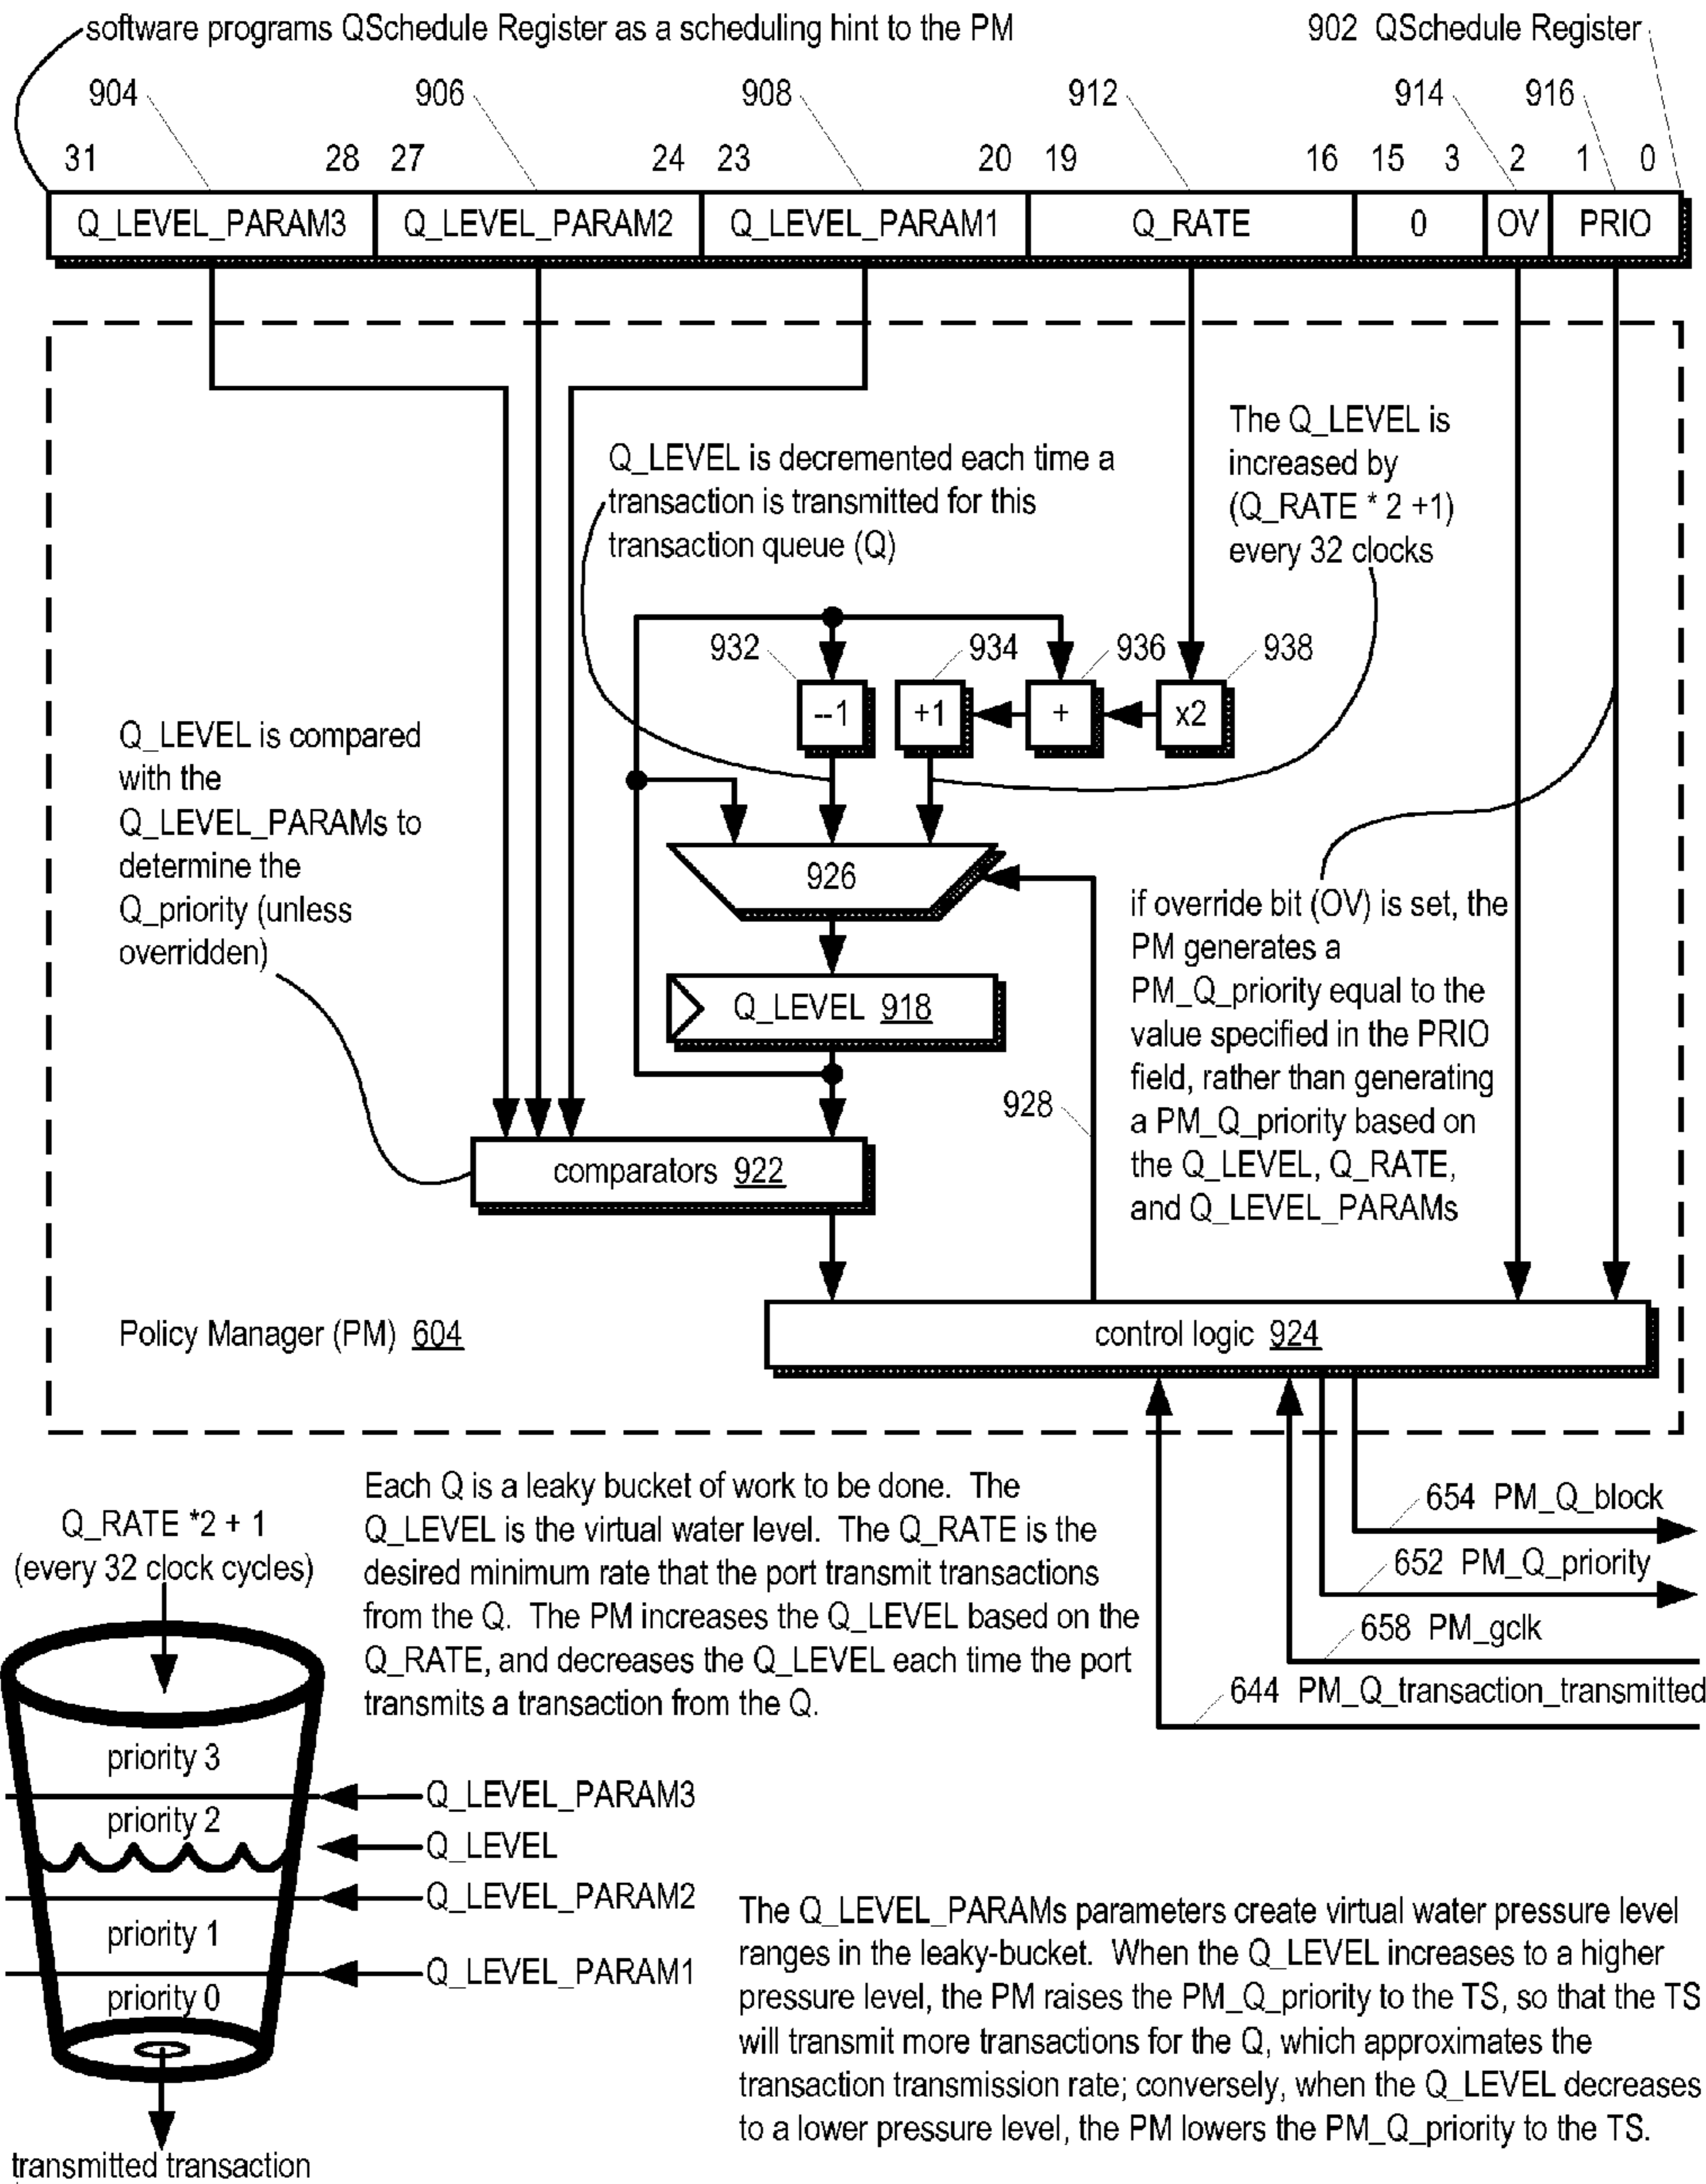 software programs QSchedule Register as a scheduling hint to the PM
902 QSchedule Register
904 906 908 912 914 916
31 28 27 24 23 20 19 16 15 3 2 1 0
Q_LEVEL_PARAM3 Q_LEVEL_PARAM2 Q_LEVEL_PARAM1 Q_RATE 0 OV PRIO
The Q_LEVEL is
increased by
(Q_RATE * 2 +1)
every 32 clocks
Q_LEVEL is decremented each time a
transaction is transmitted for this
transaction queue (Q)
932 934 936 938
--1 +1 + x2
Q_LEVEL is compared
with the
Q_LEVEL_PARAMs to
determine the
Q_priority (unless
overridden)
926
Q_LEVEL 918
if override bit (OV) is set, the
PM generates a
PM_Q_priority equal to the
value specified in the PRIO
field, rather than generating
a PM_Q_priority based on
the Q_LEVEL, Q_RATE,
and Q_LEVEL_PARAMs
928
comparators 922
Policy Manager (PM) 604
control logic 924
654 PM_Q_block
652 PM_Q_priority
658 PM_gclk
644 PM_Q_transaction_transmitted
Each Q is a leaky bucket of work to be done. The
Q_LEVEL is the virtual water level. The Q_RATE is the
desired minimum rate that the port transmit transactions
from the Q. The PM increases the Q_LEVEL based on the
Q_RATE, and decreases the Q_LEVEL each time the port
transmits a transaction from the Q.
Q_RATE *2 + 1
(every 32 clock cycles)
priority 3
Q_LEVEL_PARAM3
priority 2
Q_LEVEL
Q_LEVEL_PARAM2
priority 1
Q_LEVEL_PARAM1
priority 0
transmitted transaction
The Q_LEVEL_PARAMs parameters create virtual water pressure level
ranges in the leaky-bucket. When the Q_LEVEL increases to a higher
pressure level, the PM raises the PM_Q_priority to the TS, so that the TS
will transmit more transactions for the Q, which approximates the
transaction transmission rate; conversely, when the Q_LEVEL decreases
to a lower pressure level, the PM lowers the PM_Q_priority to the TS.